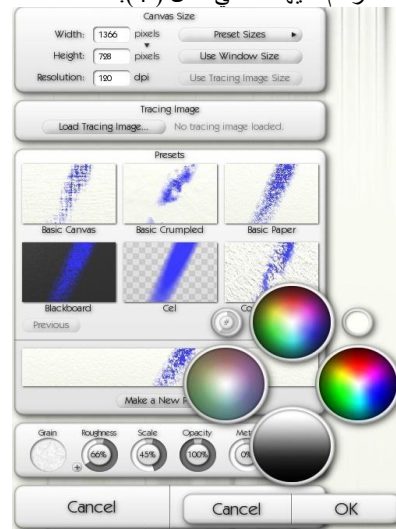 Canvas Size
Width: 1366 pixels Preset Sizes
Height: 728 pixels Use Window Size
Resolution: 120 dpi Use Tracing Image Size
Tracing Image
Load Tracing Image... No tracing image loaded.
Presets
Basic Canvas Basic Crumpled Basic Paper
Blackboard Cel
Previous
Make a New
Grain Roughness Scale Opacity
66% 45% 100% 0%
Cancel Cancel OK